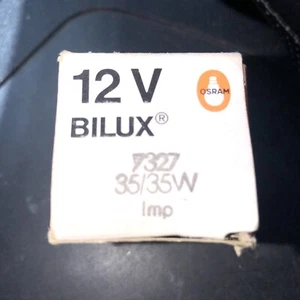 12 V
BILUX®
OSRAM
7327
35/35W
Imp